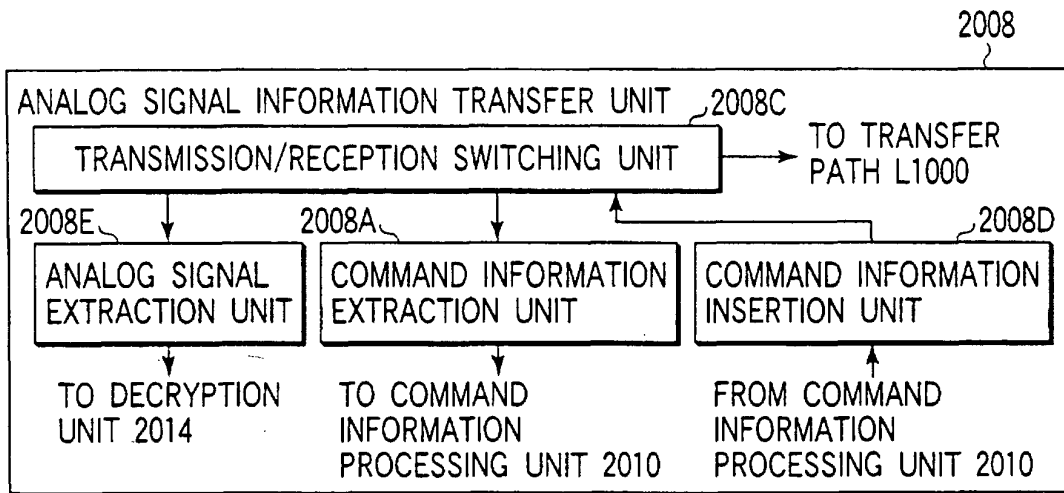 2008
ANALOG SIGNAL INFORMATION TRANSFER UNIT
2008C
TRANSMISSION/RECEPTION SWITCHING UNIT
TO TRANSFER
PATH L1000
2008E
ANALOG SIGNAL
EXTRACTION UNIT
2008A
COMMAND INFORMATION
EXTRACTION UNIT
2008D
COMMAND INFORMATION
INSERTION UNIT
TO DECRYPTION
UNIT 2014
TO COMMAND
INFORMATION
PROCESSING UNIT 2010
FROM COMMAND
INFORMATION
PROCESSING UNIT 2010